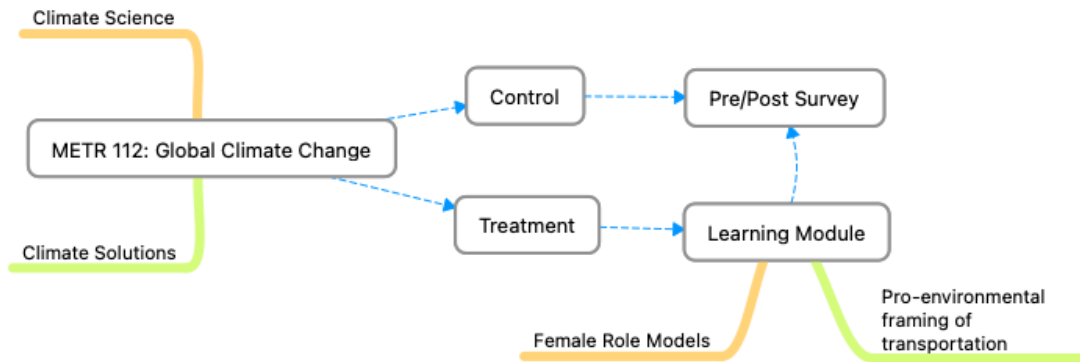 Climate Science
Control
Pre/Post Survey
METR 112: Global Climate Change
Treatment
Learning Module
Climate Solutions
Female Role Models
Pro-environmental
framing of
transportation